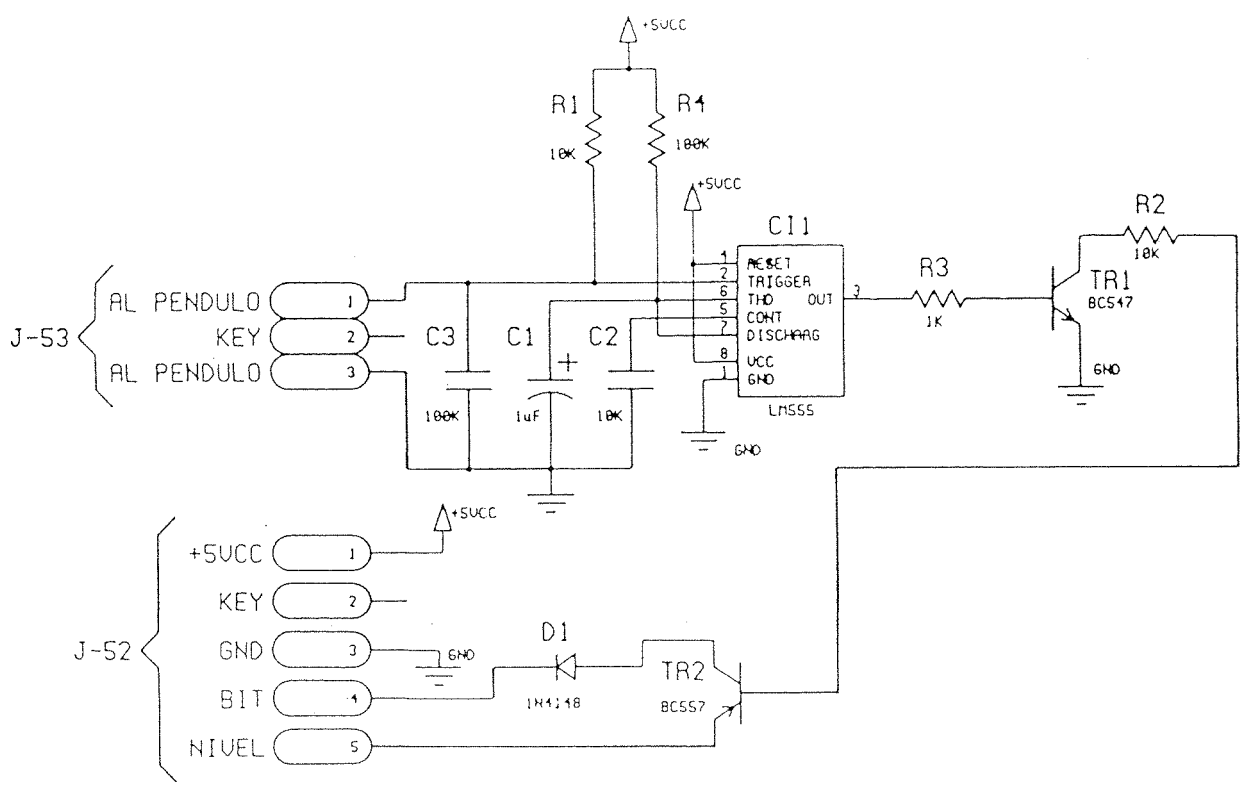 +5VCC
R1
R4
10K
100K
+5VCC
R2
10K
CI1
4 RESET
2 TRIGGER
6 THD OUT 3
5 CONT
7 DISCHARG
8 VCC
1 GND
LM555
R3
1K
TR1
BC547
GND
J-53
AL PENDULO 1
KEY 2
AL PENDULO 3
C3
C1
C2
+
100K
1uF
10K
GND
+5VCC
J-52
+5VCC 1
KEY 2
GND 3
GND
BIT 4
NIVEL 5
D1
1N4148
TR2
BC557